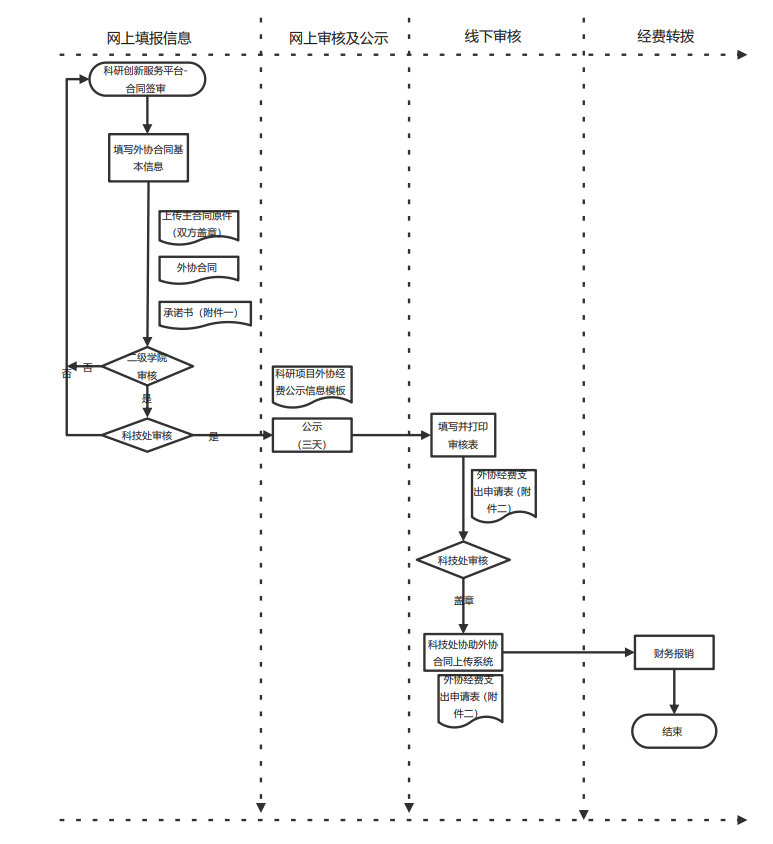 网上填报信息
网上审核及公示
线下审核
经费转拨
科研创新服务平台-
合同签审
填写外协合同基
本信息
上传主合同原件
（双方盖章）
外协合同
承诺书（附件一）
二级学院
审核
否
否
是
科技处审核
是
科研项目外协经
费公示信息模板
公示
（三天）
填写并打印
审核表
外协经费支
出申请表（附
件二）
科技处审核
盖章
科技处协助外协
合同上传系统
外协经费支
出申请表（附
件二）
财务报销
结束